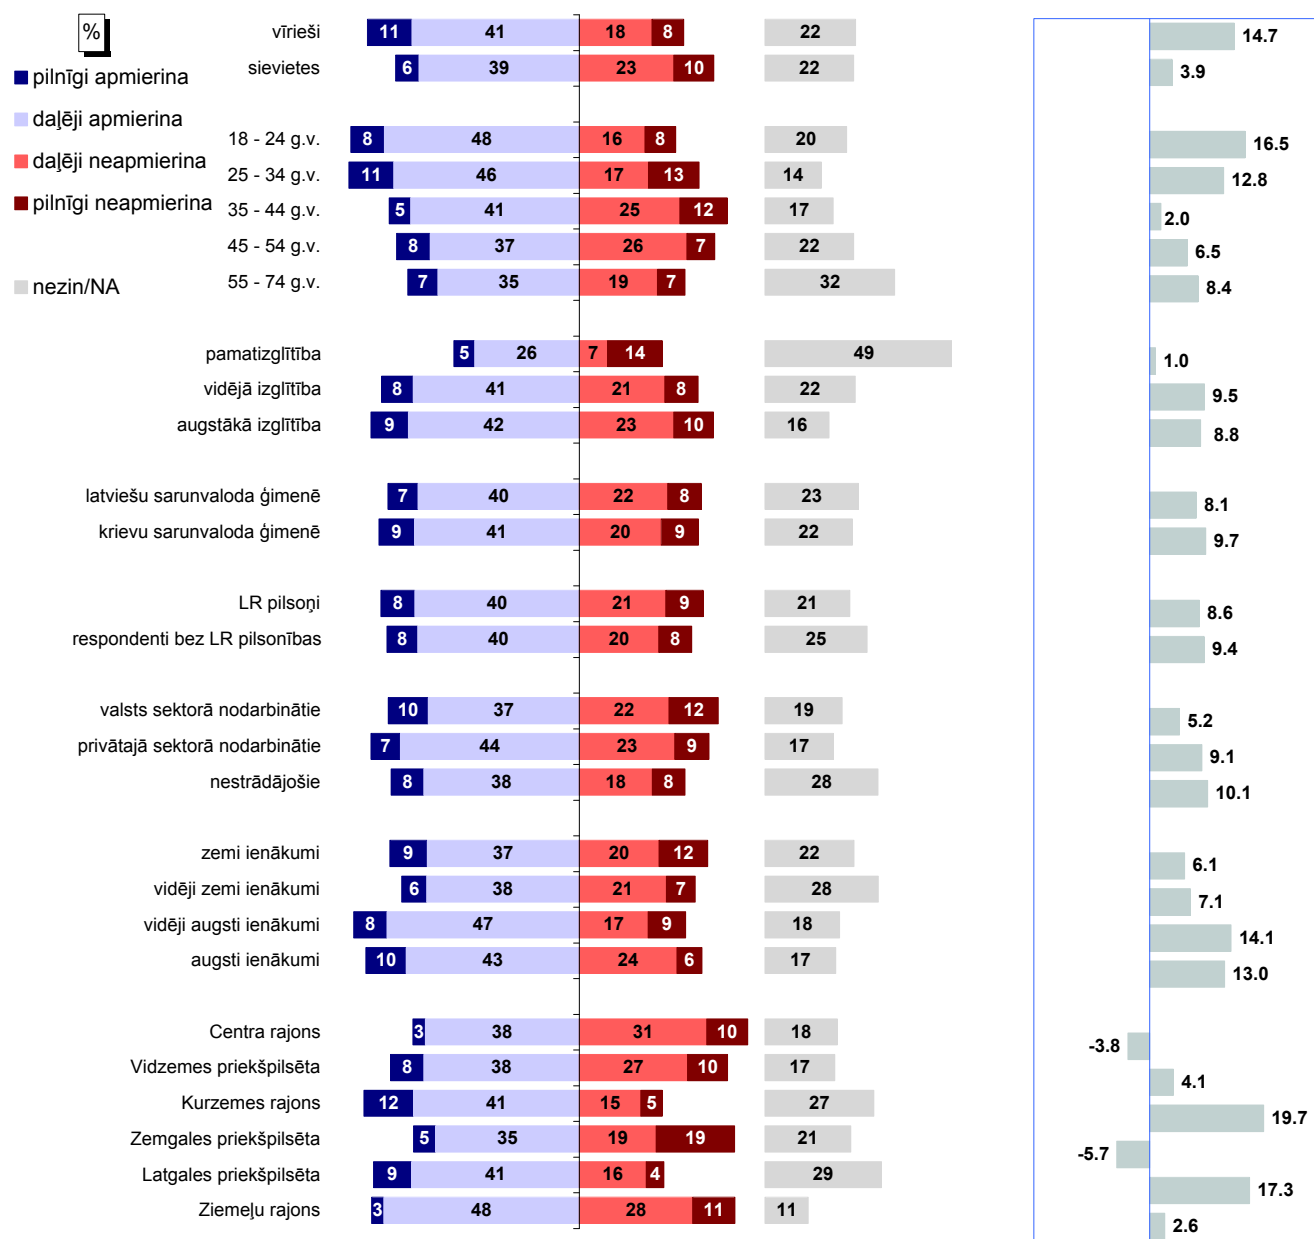 %
pilnīgi apmierina
daļēji apmierina
daļēji neapmierina
pilnīgi neapmierina
nezin/NA
vīrieši 11 41 18 8 22 14.7
sievietes 6 39 23 10 22 3.9
18 - 24 g.v. 8 48 16 8 20 16.5
25 - 34 g.v. 11 46 17 13 14 12.8
35 - 44 g.v. 5 41 25 12 17 2.0
45 - 54 g.v. 8 37 26 7 22 6.5
55 - 74 g.v. 7 35 19 7 32 8.4
pamatizglītība 5 26 7 14 49 1.0
vidējā izglītība 8 41 21 8 22 9.5
augstākā izglītība 9 42 23 10 16 8.8
latviešu sarunvaloda ģimenē 7 40 22 8 23 8.1
krievu sarunvaloda ģimenē 9 41 20 9 22 9.7
LR pilsoņi 8 40 21 9 21 8.6
respondenti bez LR pilsonības 8 40 20 8 25 9.4
valsts sektorā nodarbinātie 10 37 22 12 19 5.2
privātajā sektorā nodarbinātie 7 44 23 9 17 9.1
nestrādājošie 8 38 18 8 28 10.1
zemi ienākumi 9 37 20 12 22 6.1
vidēji zemi ienākumi 6 38 21 7 28 7.1
vidēji augsti ienākumi 8 47 17 9 18 14.1
augsti ienākumi 10 43 24 6 17 13.0
Centra rajons 3 38 31 10 18 -3.8
Vidzemes priekšpilsēta 8 38 27 10 17 4.1
Kurzemes rajons 12 41 15 5 27 19.7
Zemgales priekšpilsēta 5 35 19 19 21 -5.7
Latgales priekšpilsēta 9 41 16 4 29 17.3
Ziemeļu rajons 3 48 28 11 11 2.6